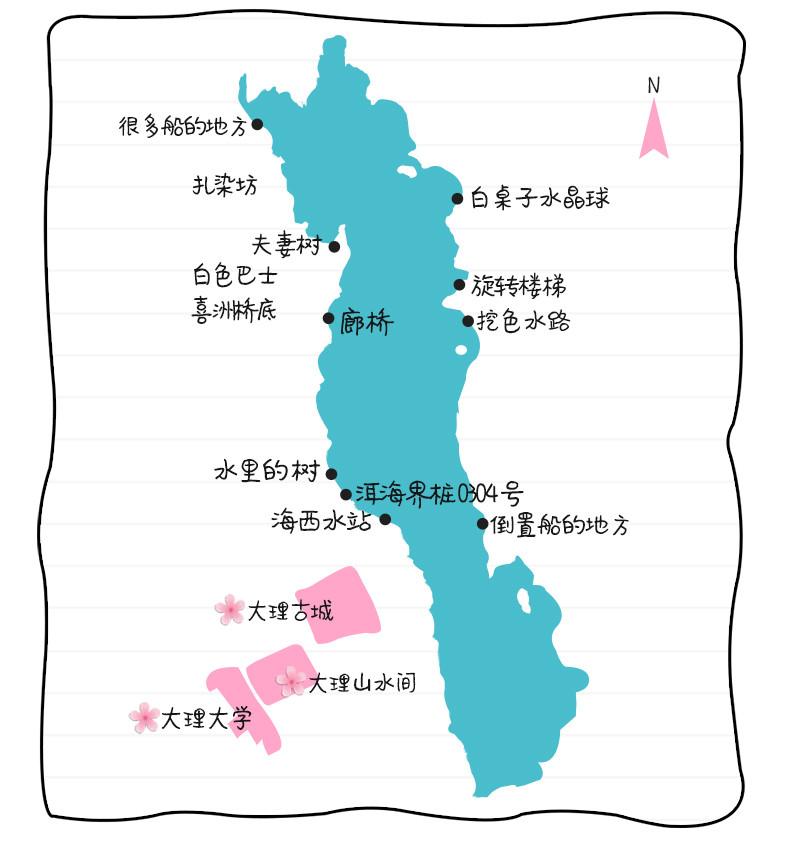 N
很多船的地方
扎染坊
白桌子水晶球
夫妻树
白色巴士
喜洲桥底
旋转楼梯
廊桥
挖色水路
水里的树
洱海界桩0304号
海西水站
倒置船的地方
大理古城
大理山水间
大理大学